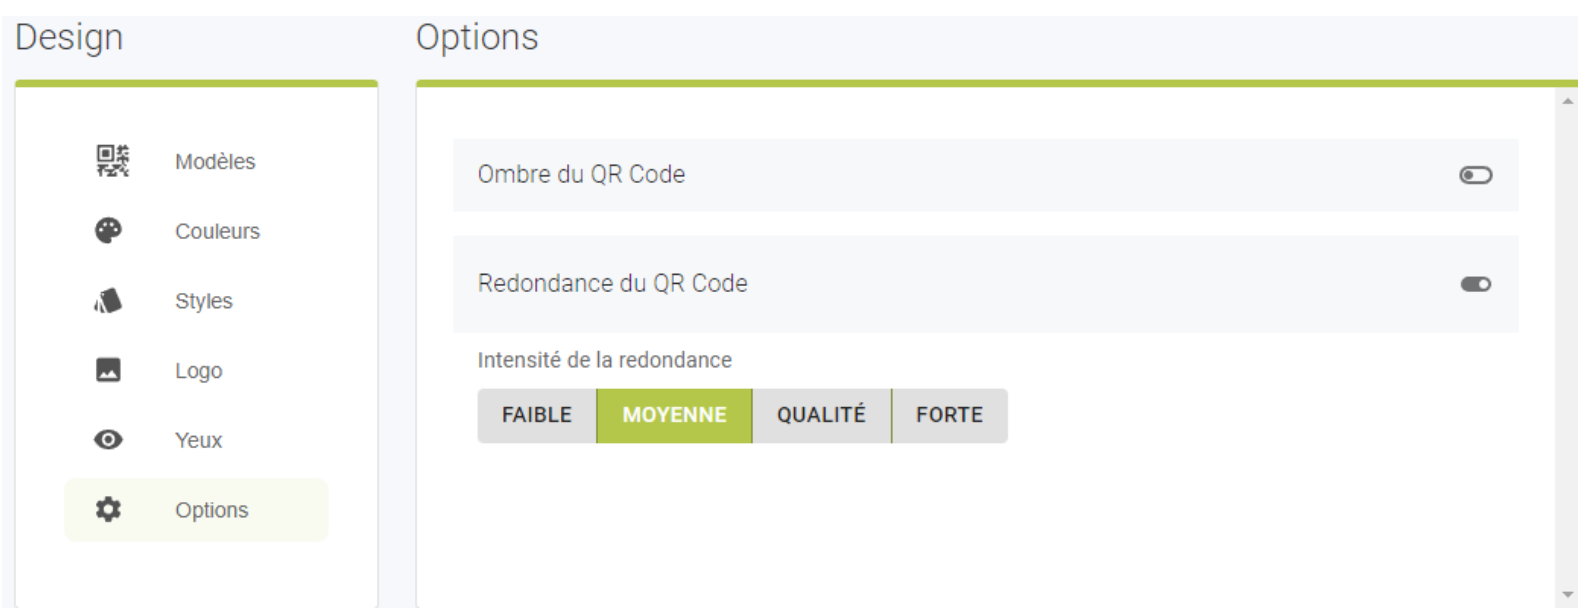 Design
Options
Modèles
Couleurs
Styles
Logo
Yeux
Options
Ombre du QR Code
Redondance du QR Code
Intensité de la redondance
FAIBLE MOYENNE QUALITÉ FORTE